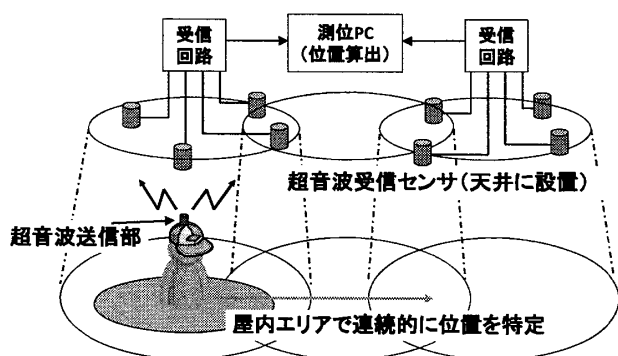 受信
回路
測位PC
(位置算出)
受信
回路
超音波受信センサ(天井に設置)
超音波送信部
屋内エリアで連続的に位置を特定